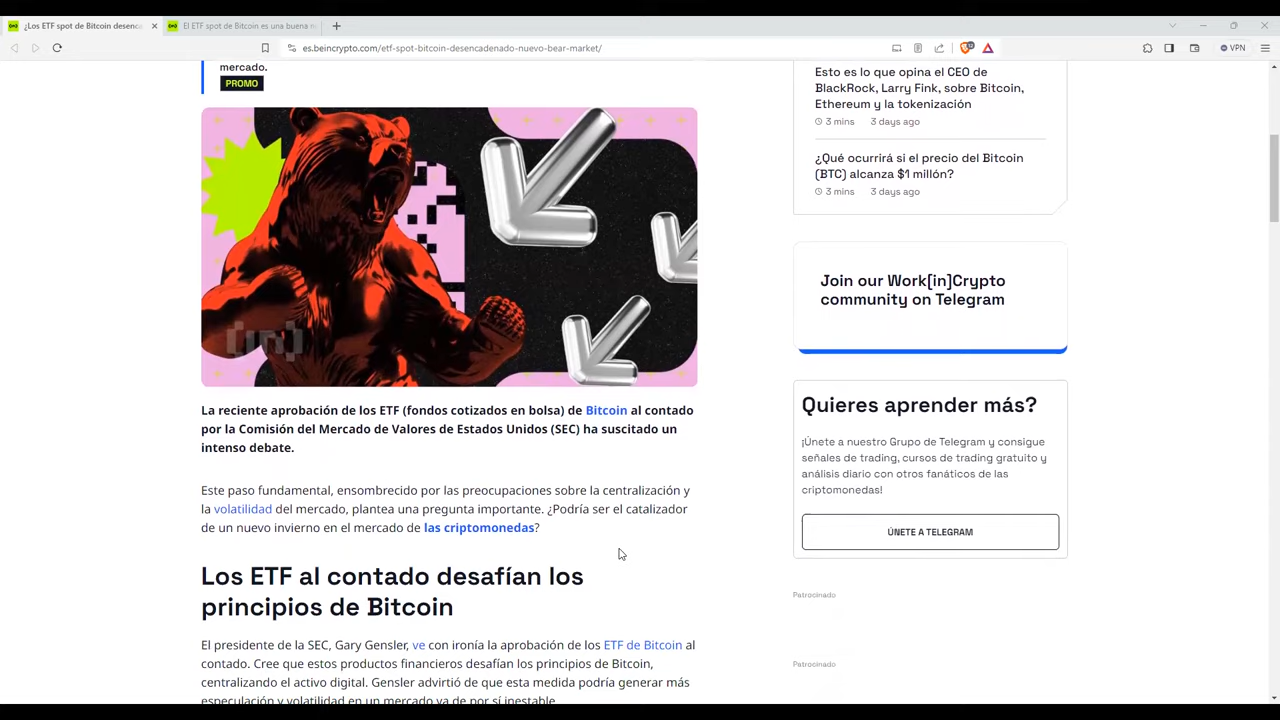 ¿Los ETF spot de Bitcoin desenc
El ETF spot de Bitcoin es una buena n
es.beincrypto.com/etf-spot-bitcoin-desencadenado-nuevo-bear-market/
VPN
mercado.
PROMO
La reciente aprobación de los ETF (fondos cotizados en bolsa) de Bitcoin al contado
por la Comisión del Mercado de Valores de Estados Unidos (SEC) ha suscitado un
intenso debate.
Este paso fundamental, ensombrecido por las preocupaciones sobre la centralización y
la volatilidad del mercado, plantea una pregunta importante. ¿Podría ser el catalizador
de un nuevo invierno en el mercado de las criptomonedas?
Los ETF al contado desafían los
principios de Bitcoin
El presidente de la SEC, Gary Gensler, ve con ironía la aprobación de los ETF de Bitcoin al
contado. Cree que estos productos financieros desafían los principios de Bitcoin,
centralizando el activo digital. Gensler advirtió de que esta medida podría generar más
especulación y volatilidad en un mercado ya de por sí inestable.
Esto es lo que opina el CEO de
BlackRock, Larry Fink, sobre Bitcoin,
Ethereum y la tokenización
3 mins 3 days ago
¿Qué ocurrirá si el precio del Bitcoin
(BTC) alcanza $1 millón?
3 mins 3 days ago
Join our Work[in]Crypto
community on Telegram
Quieres aprender más?
¡Únete a nuestro Grupo de Telegram y consigue
señales de trading, cursos de trading gratuito y
análisis diario con otros fanáticos de las
criptomonedas!
ÚNETE A TELEGRAM
Patrocinado
Patrocinado